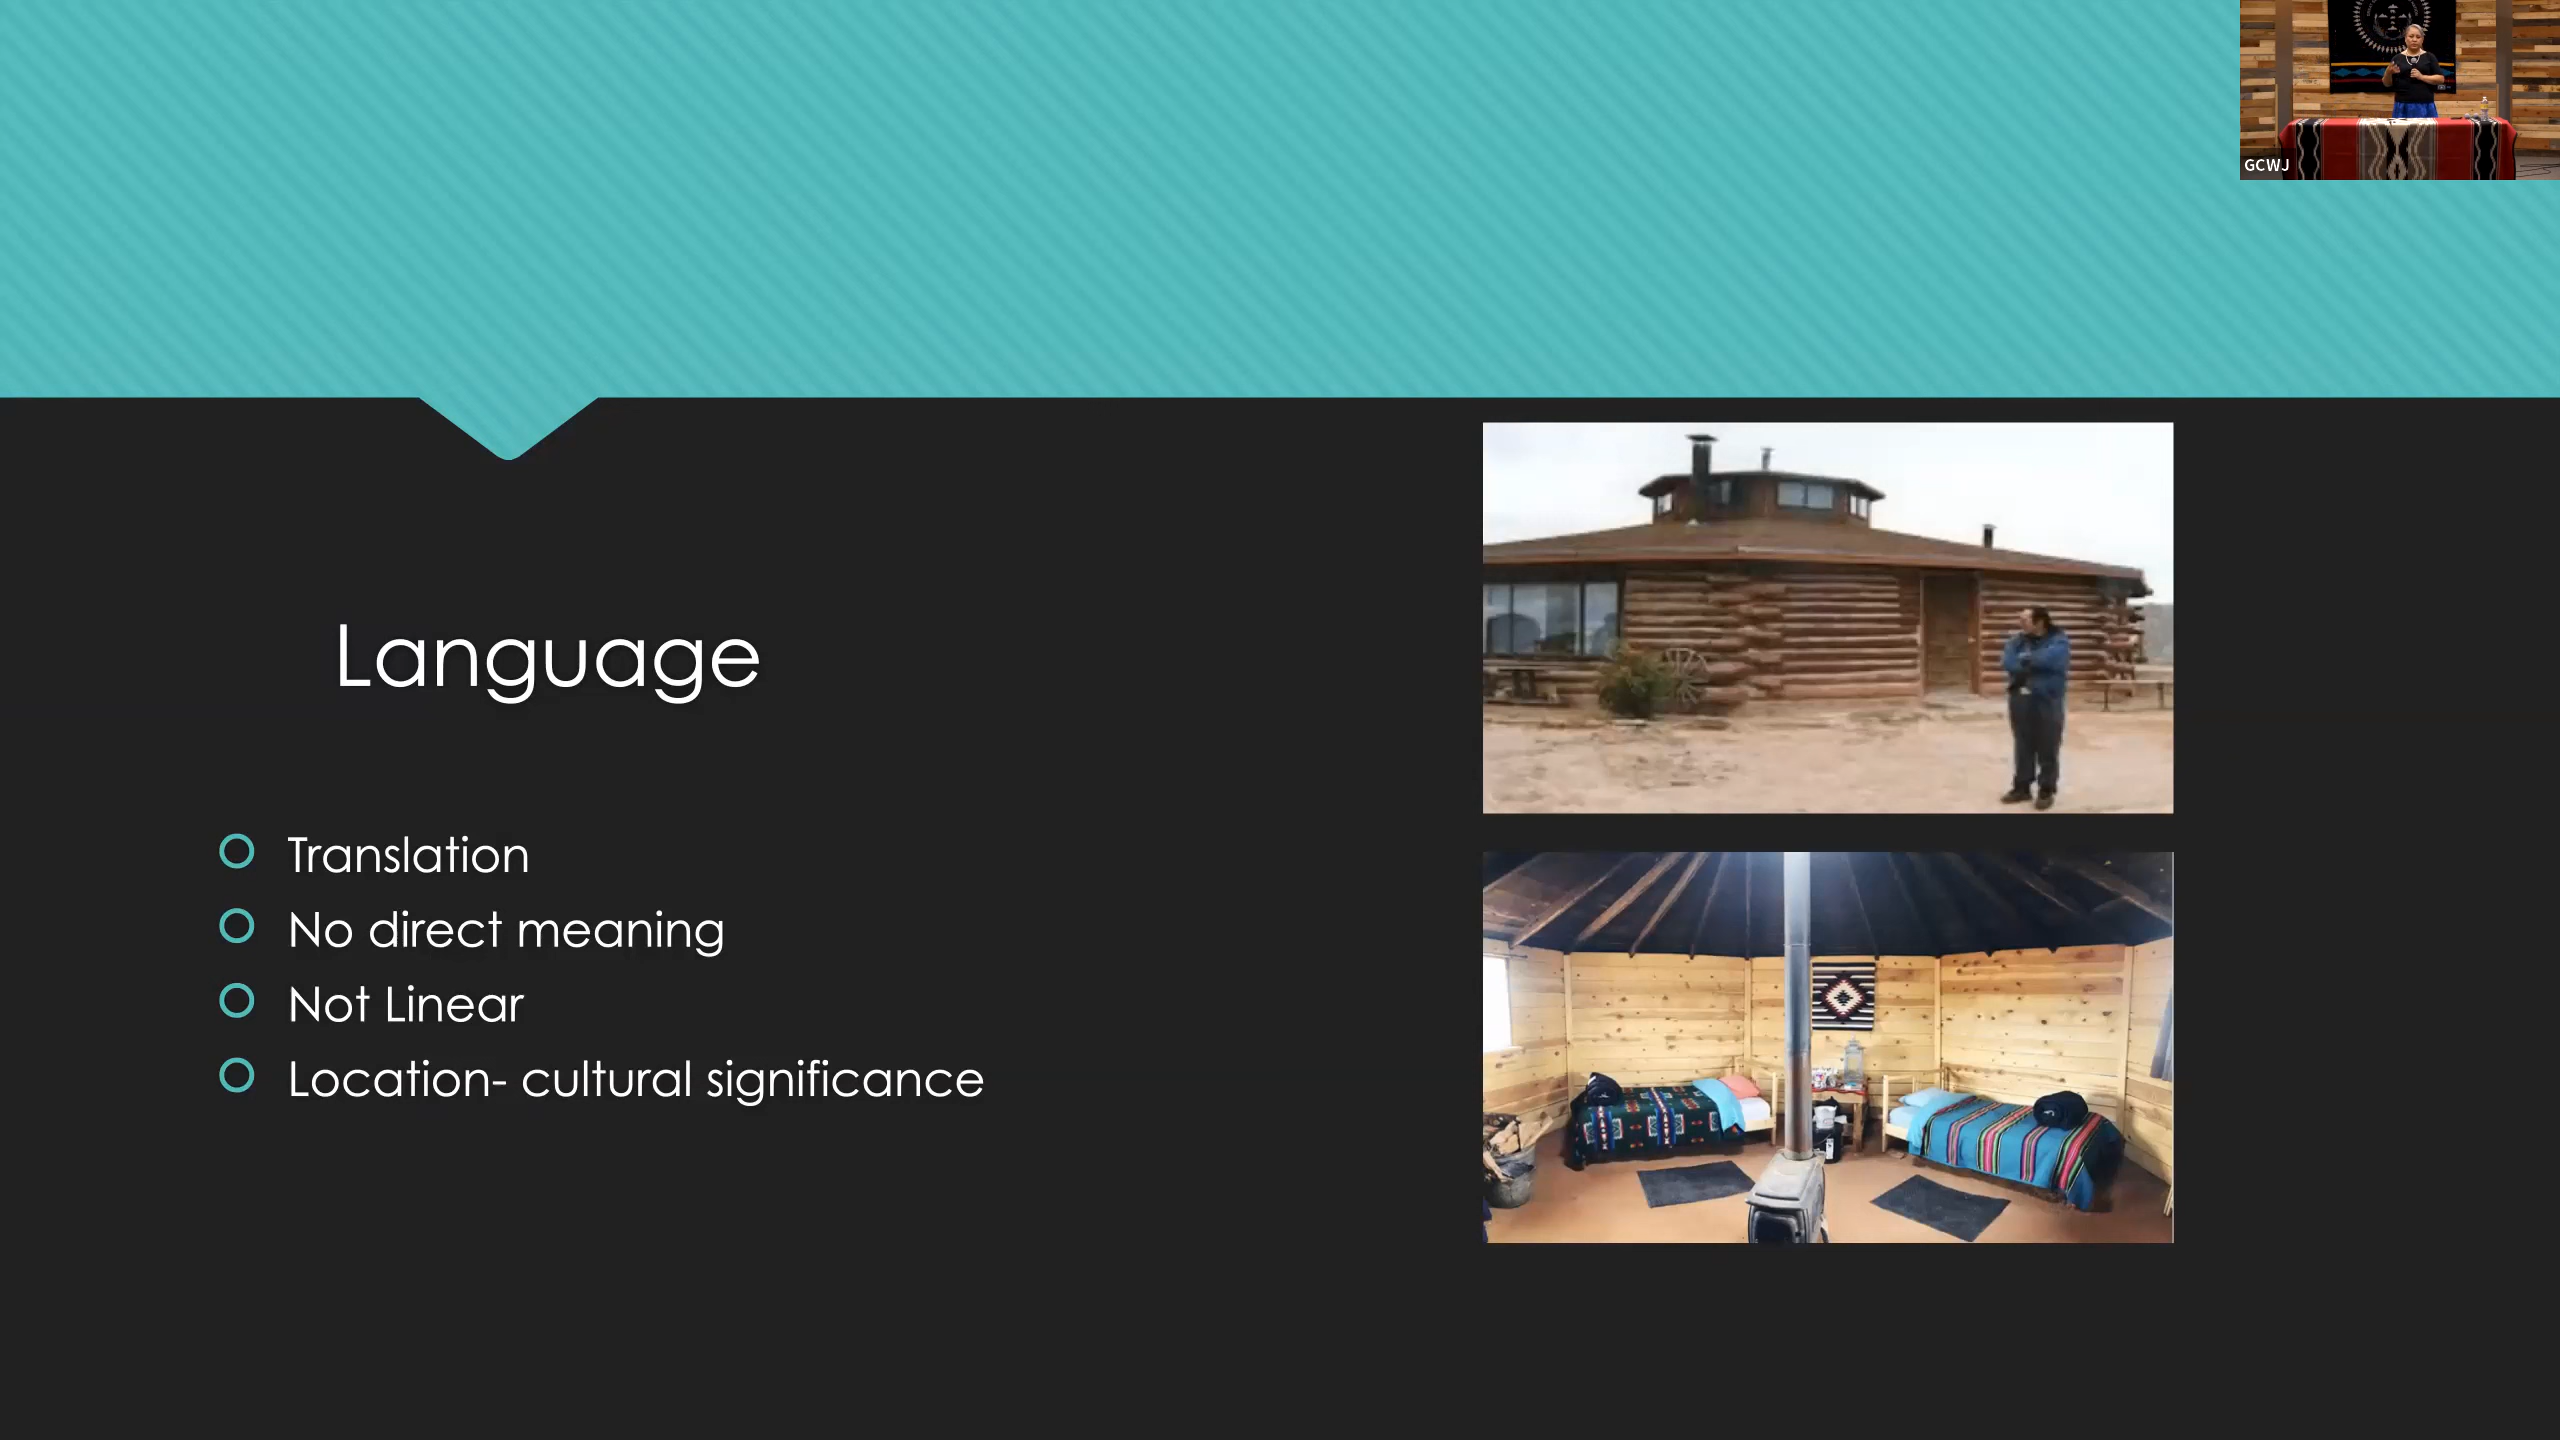 GCWJ
Language
Translation
No direct meaning
Not Linear
Location- cultural significance